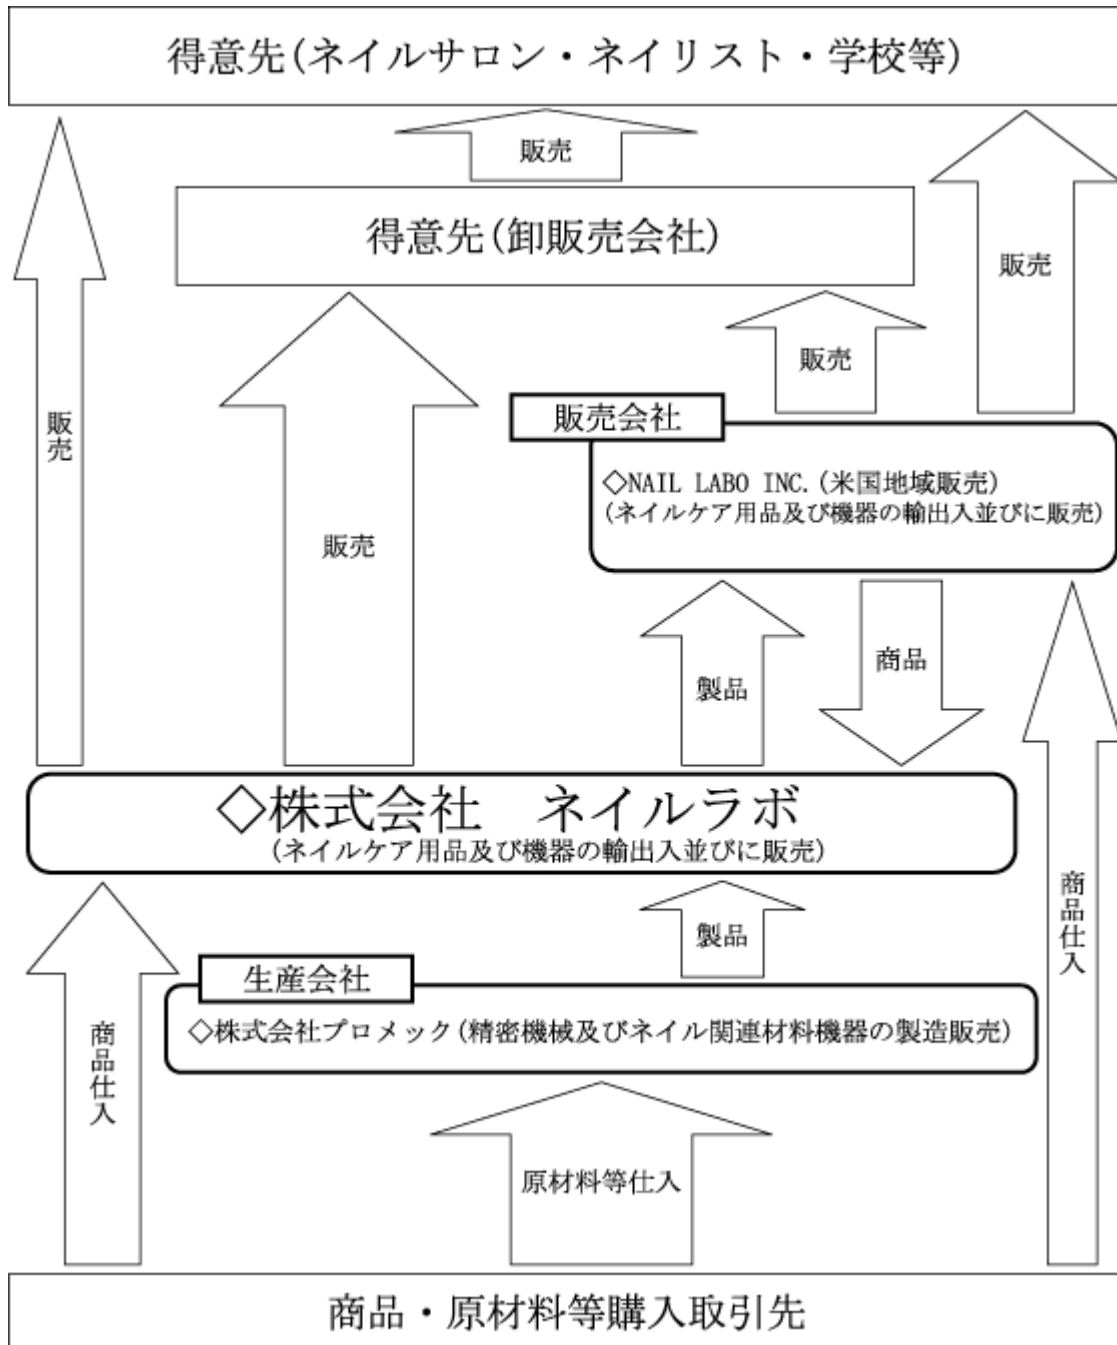 得意先(ネイルサロン・ネイリスト・学校等)
販売
得意先(卸販売会社)
販売
販売
販売
販売
販売会社
◇NAIL LABO INC.(米国地域販売)
(ネイルケア用品及び機器の輸出入並びに販売)
販売
製品
商品
◇株式会社　ネイルラボ
(ネイルケア用品及び機器の輸出入並びに販売)
製品
商品仕入
生産会社
◇株式会社プロメック(精密機械及びネイル関連材料機器の製造販売)
商品仕入
原材料等仕入
商品・原材料等購入取引先